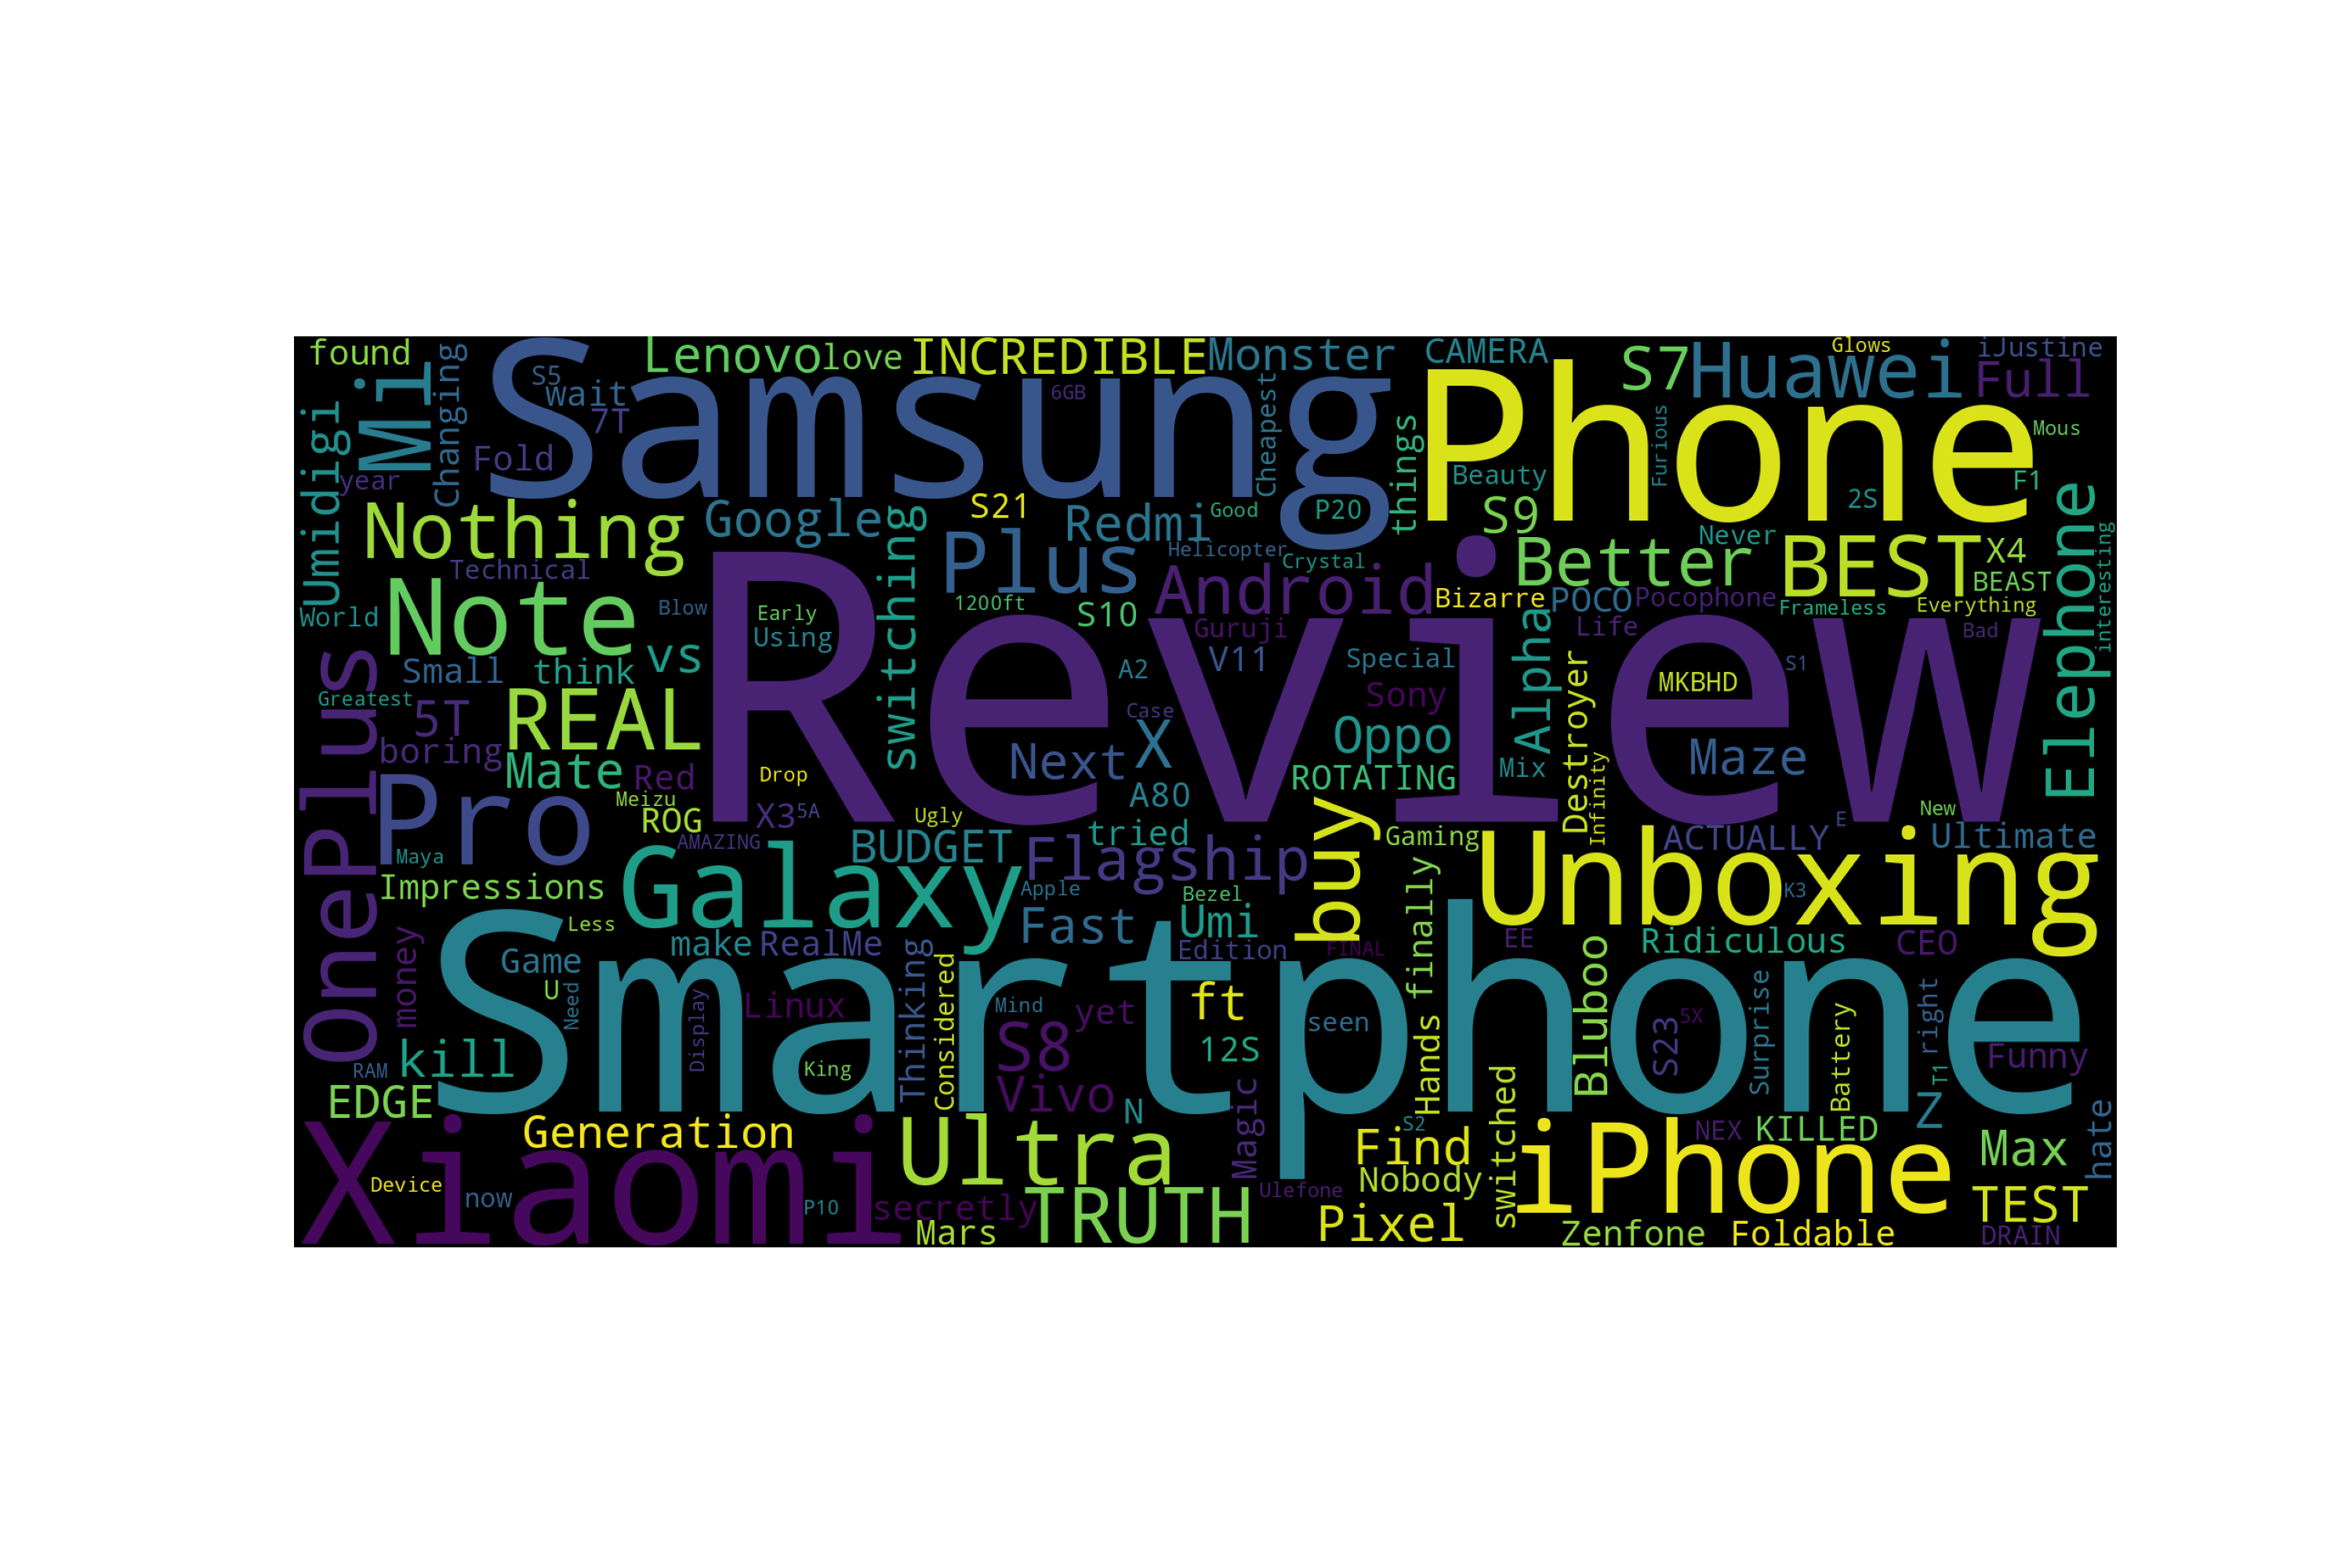 found
Lenovo
love
INCREDIBLE
Monster
CAMERA
S7
Huawei
Glows
iJustine
Full
Mi
changing
Samsung
S5
wait
7T
6GB
Cheapest
Phone
Furious
Mous
Umidigi
year
Fold
things
Beauty
F1
2S
S21
P20
S9
Nothing
Google
Plus
Redmi
Good
Never
Elephone
interesting
switching
Helicopter
Crystal
Better
BEST
X4
BEAST
Technical
Note
World
Blow
Early
Using
1200ft
S10
Android
Guruji
Bizarre
POCO
Pocophone
Frameless
Everything
Life
Bad
Review
OnePlus
Small
think
vs
A2
V11
Special
Alpha
Destroyer
MKBHD
S1
Greatest
5T
REAL
Case
Sony
boring
Mate
Red
Drop
Next
X
Oppo
Mix
Maze
Infinity
Pro
Meizu
ROG
X3
5A
A80
ROTATING
Ugly
New
E
Maya
AMAZING
BUDGET
tried
buy
Gaming
ACTUALLY
Ultimate
Impressions
Galaxy
Flagship
Unboxing
Apple
Bezel
K3
finally
Less
Fast
Umi
money
Game
make
RealMe
Edition
FINAL
EE
Ridiculous
CEO
Smartphone
U
Need
Display
Linux
Thinking
Considered
Mind
yet
ft
seen
Bluboo
S23
5X
Surprise
Battery
right
kill
RAM
King
S8
12S
Hands
T1
Funny
EDGE
Vivo
N
Magic
switched
Z
Generation
Xiaomi
Ultra
S2
Find
iPhone
NEX
KILLED
Max
hate
Device
now
P10
secretly
Nobody
Ulefone
Mars
TRUTH
Pixel
Zenfone
Foldable
TEST
DRAIN